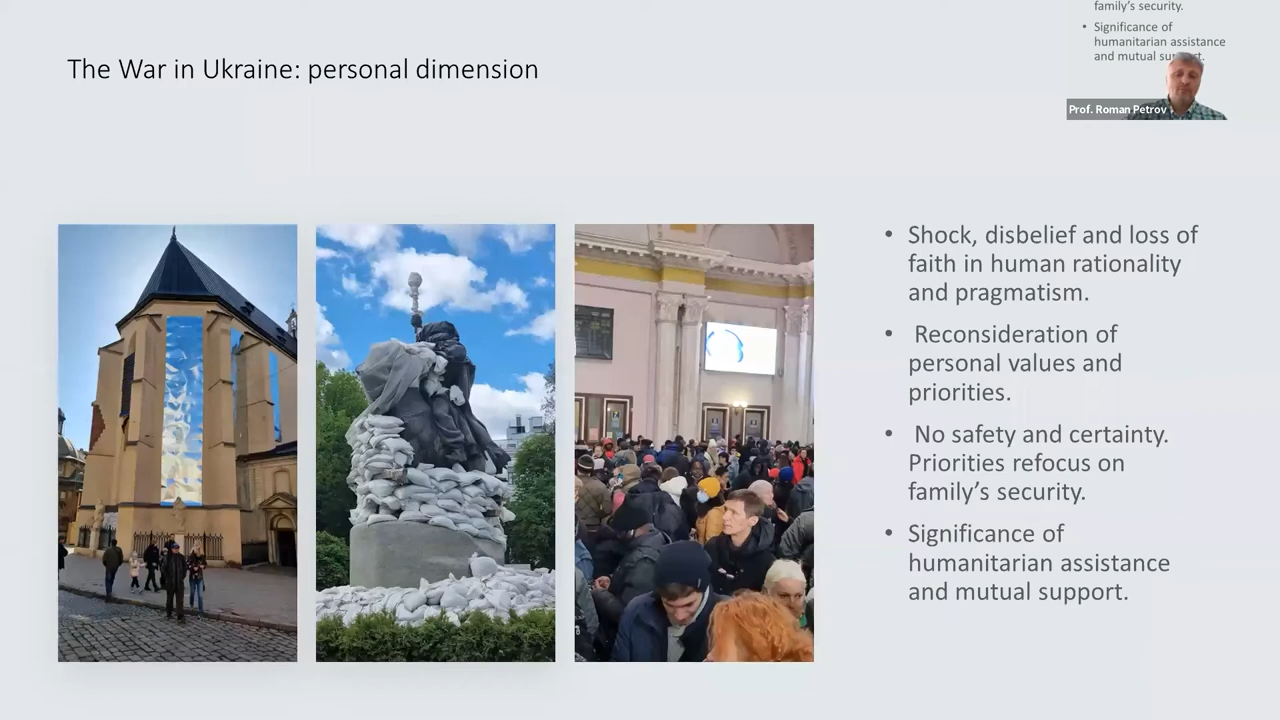 The War in Ukraine: personal dimension
family's security.
• Significance of
humanitarian assistance
and mutual support.
Prof. Roman Petrov
• Shock, disbelief and loss of
faith in human rationality
and pragmatism.
• Reconsideration of
personal values and
priorities.
• No safety and certainty.
Priorities refocus on
family's security.
• Significance of
humanitarian assistance
and mutual support.